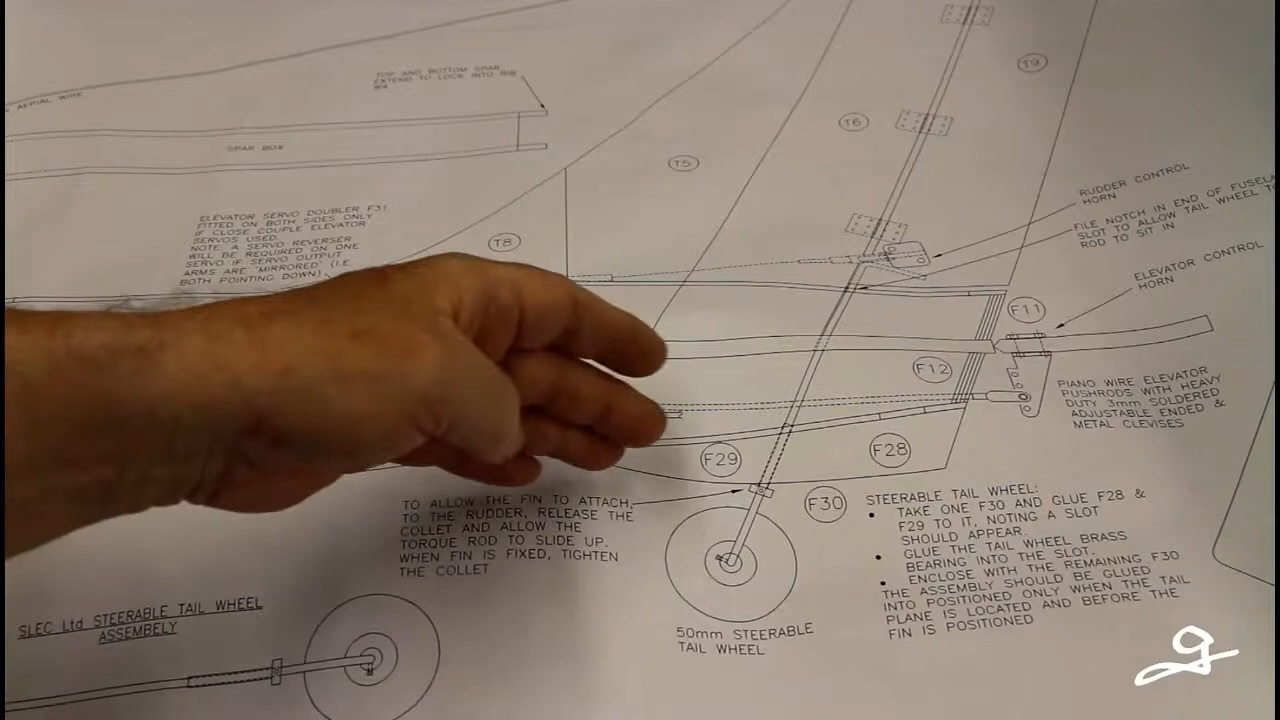 TOP AND BOTTOM SPAR
EXTEND TO LOCK INTO RIB
AERIAL WIRE
SPAR BOX
T9
T6
T5
T8
ELEVATOR SERVO DOUBLER F31
FITTED ON BOTH SIDES ONLY
IF CLOSE COUPLE ELEVATOR
SERVOS USED.
NOTE: A SERVO REVERSER
WILL BE REQUIRED ON ONE
SERVO IF SERVO OUTPUT
ARMS ARE 'MIRRORED' (I.E.
BOTH POINTING DOWN)
RUDDER CONTROL
HORN
FILE NOTCH IN END OF
SLOT TO ALLOW TAIL WHEEL
ROD TO SIT IN
ELEVATOR CONTROL
HORN
F11
F12
PIANO WIRE ELEVATOR
PUSHRODS WITH HEAVY
DUTY 3mm SOLDERED
ADJUSTABLE ENDED &
METAL CLEVISES
F29
F28
F30
TO ALLOW THE FIN TO ATTACH,
TO THE RUDDER, RELEASE THE
COLLET AND ALLOW THE
TORQUE ROD TO SLIDE UP.
WHEN FIN IS FIXED, TIGHTEN
THE COLLET
STEERABLE TAIL WHEEL:
• TAKE ONE F30 AND GLUE F28 &
F29 TO IT, NOTING A SLOT
SHOULD APPEAR.
• GLUE THE TAIL WHEEL BRASS
BEARING INTO THE SLOT.
• ENCLOSE WITH THE REMAINING F30
THE ASSEMBLY SHOULD BE GLUED
INTO POSITIONED ONLY WHEN THE TAIL
PLANE IS LOCATED AND BEFORE THE
FIN IS POSITIONED
50mm STEERABLE
TAIL WHEEL
SLEC Ltd STEERABLE TAIL WHEEL
ASSEMBELY